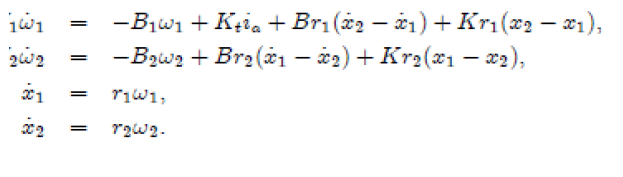 ₁ω̇₁ = −B₁ω₁ + Kₜiₐ + Br₁(ẋ₂ − ẋ₁) + Kr₁(x₂ − x₁),
₂ω̇₂ = −B₂ω₂ + Br₂(ẋ₁ − ẋ₂) + Kr₂(x₁ − x₂),
ẋ₁ = r₁ω₁,
ẋ₂ = r₂ω₂.